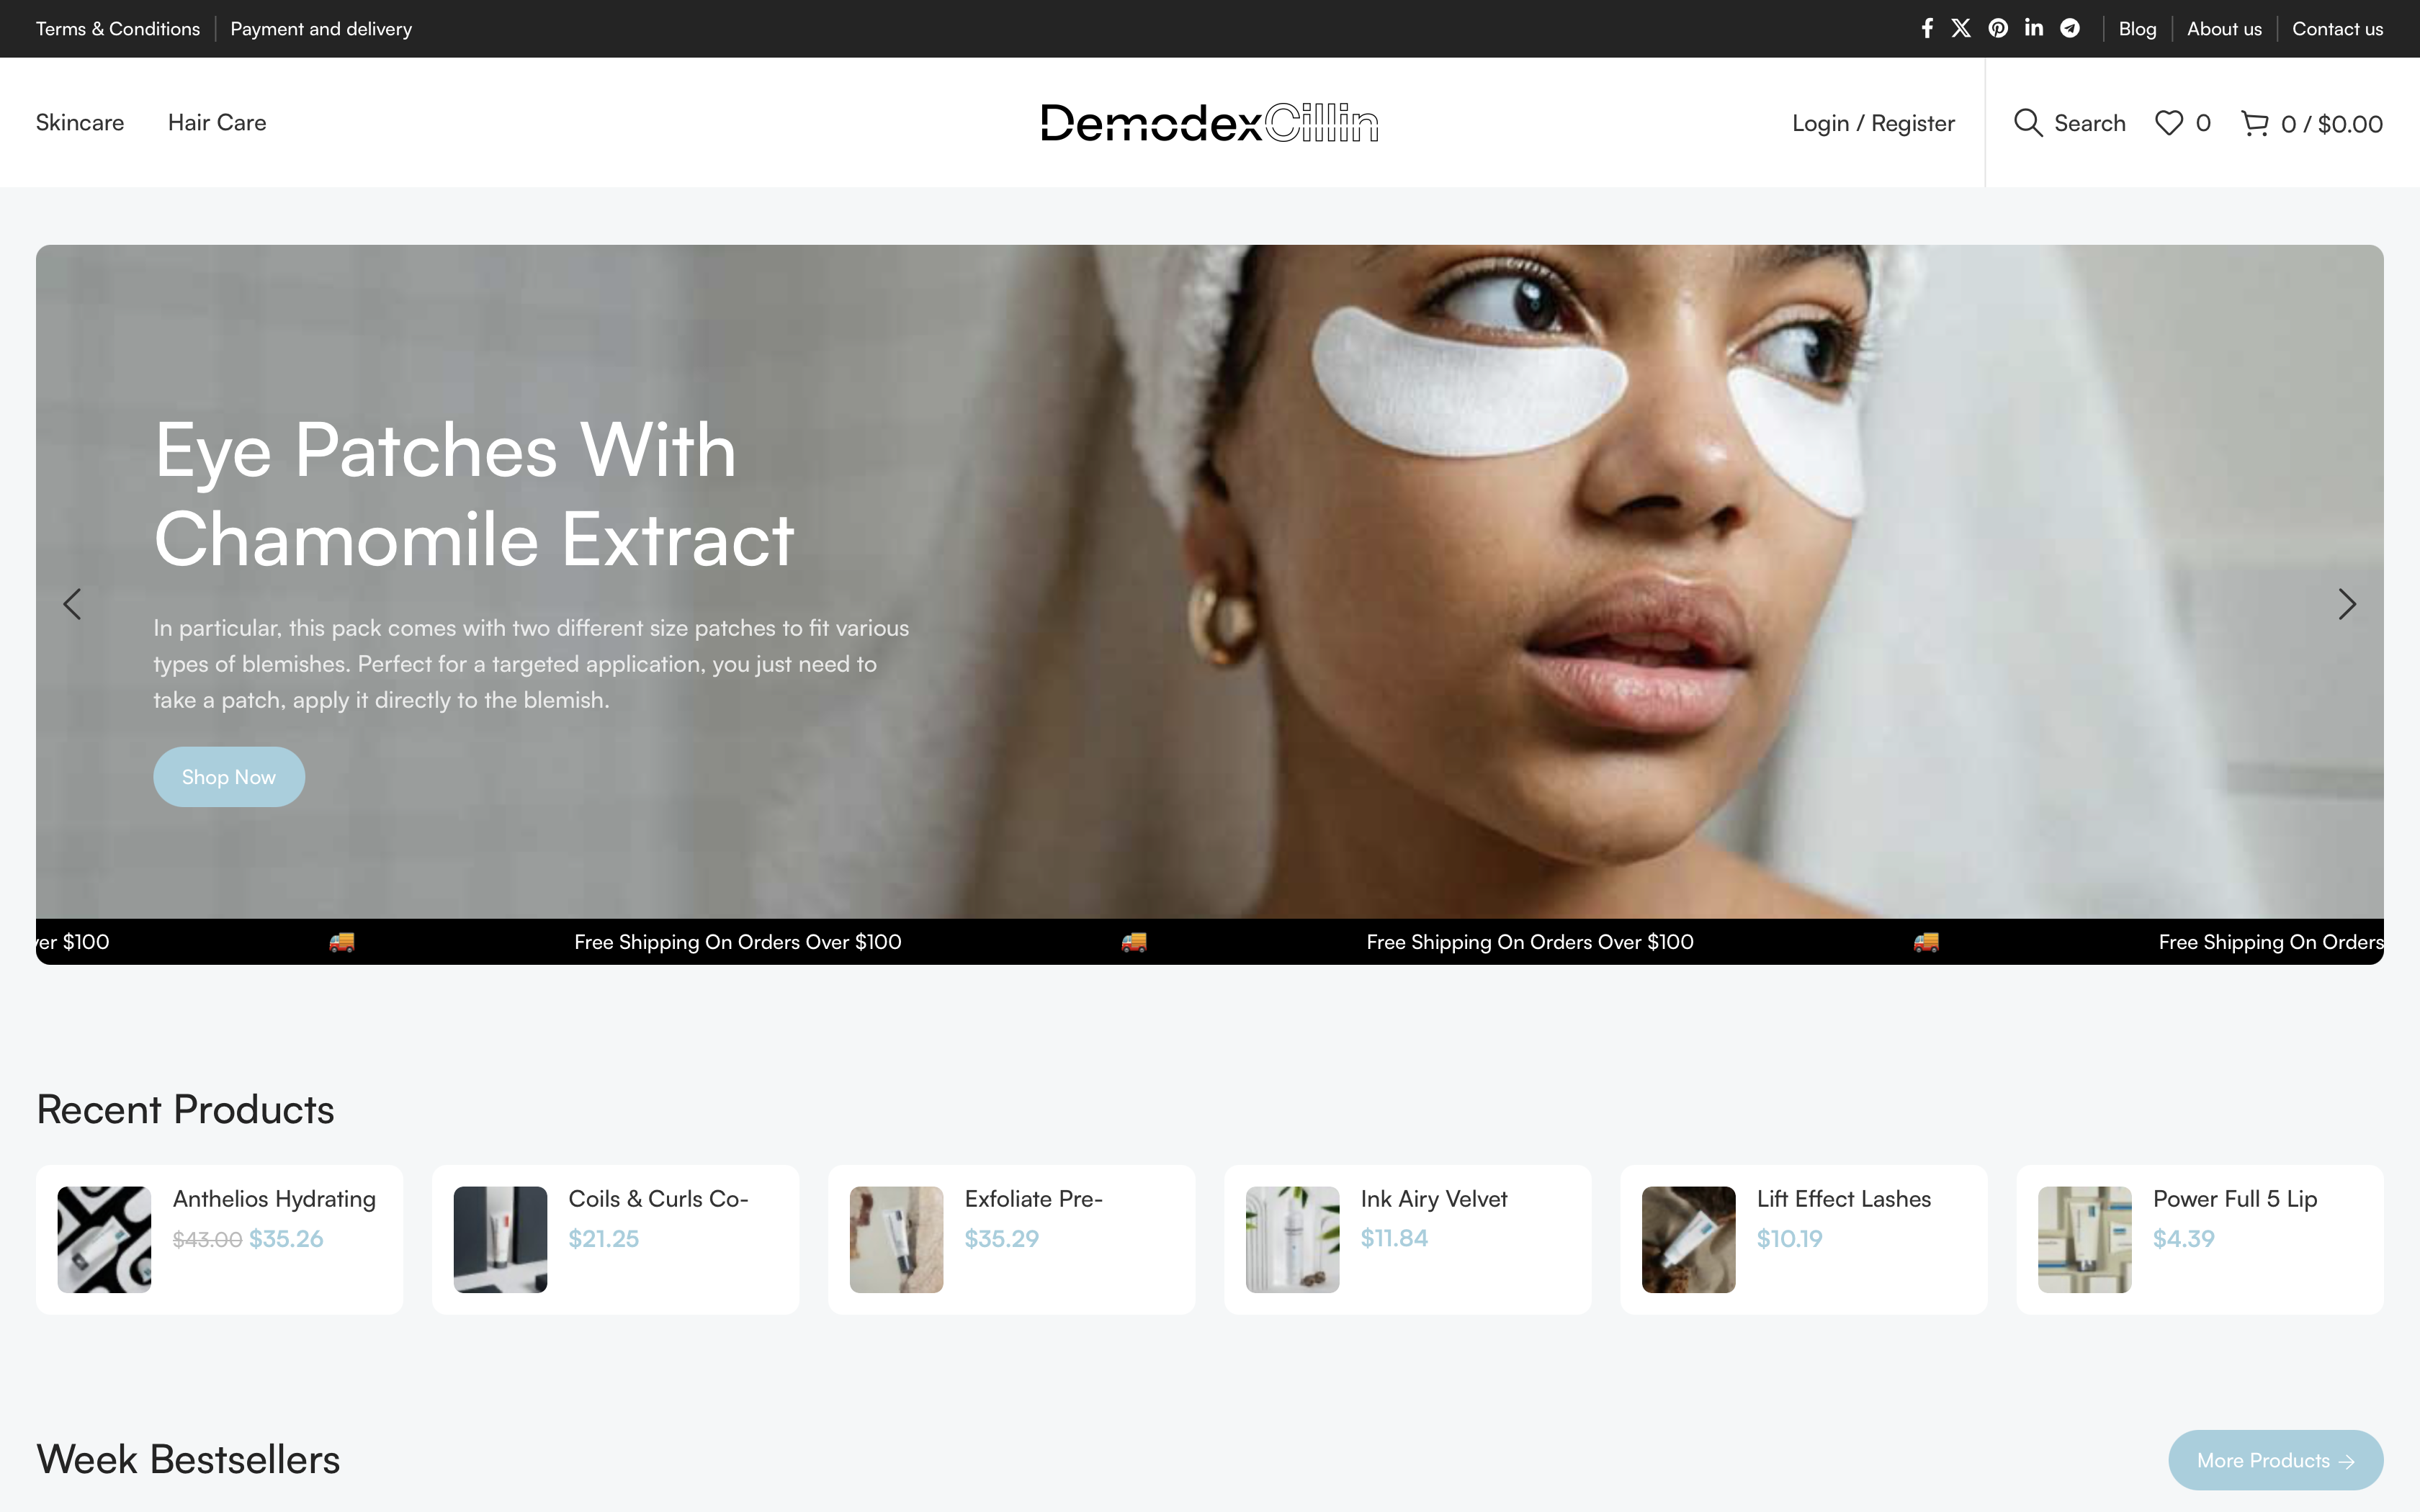 Terms & Conditions
Payment and delivery
Blog
About us
Contact us
Skincare
Hair Care
DemodexCillin
Login / Register
Search
0
0 / $0.00
Eye Patches With
Chamomile Extract
In particular, this pack comes with two different size patches to fit various
types of blemishes. Perfect for a targeted application, you just need to
take a patch, apply it directly to the blemish.
Shop Now
ver $100
Free Shipping On Orders Over $100
Free Shipping On Orders Over $100
Free Shipping On Orders
Recent Products
Anthelios Hydrating
$43.00 $35.26
Coils & Curls Co-
$21.25
Exfoliate Pre-
$35.29
Ink Airy Velvet
$11.84
Lift Effect Lashes
$10.19
Power Full 5 Lip
$4.39
Week Bestsellers
More Products →